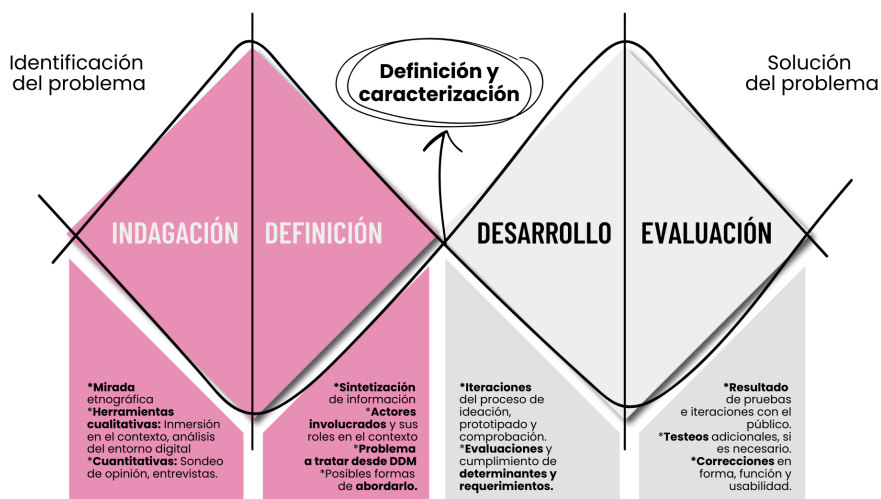 Identificación
del problema
Definición y
caracterización
Solución
del problema
INDAGACIÓN
DEFINICIÓN
DESARROLLO
EVALUACIÓN
*Mirada
etnográfica
*Herramientas
cualitativas: Inmersión
en el contexto, análisis
del entorno digital
*Cuantitativas: Sondeo
de opinión, entrevistas.
*Sintetización
de información
*Actores
involucrados y sus
roles en el contexto
*Problema
a tratar desde DDM
*Posibles formas
de abordarlo.
*Iteraciones
del proceso de
ideación,
prototipado y
comprobación.
*Evaluaciones y
cumplimiento de
determinantes y
requerimientos.
*Resultado
de pruebas
e iteraciones con el
público.
*Testeos adicionales, si
es necesario.
*Correcciones en
forma, función y
usabilidad.